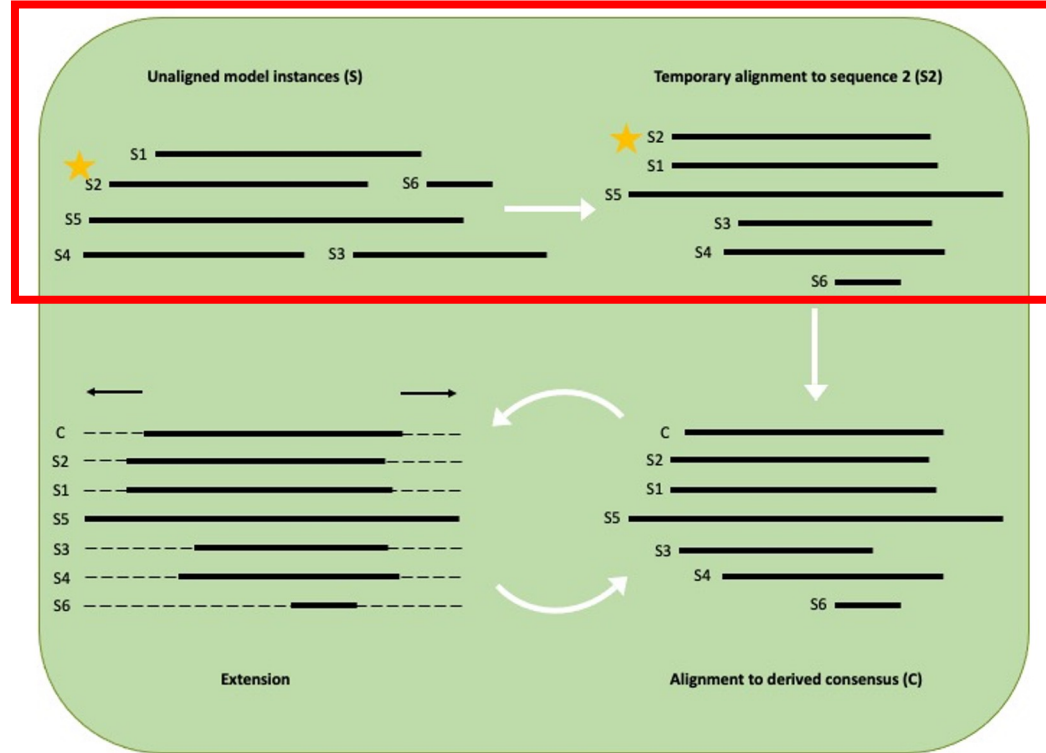 Unaligned model instances (S)
Temporary alignment to sequence 2 (S2)
S1
S2
S6
S5
S4
S3
S2
S1
S5
S3
S4
S6
C
S2
S1
S5
S3
S4
S6
Extension
C
S2
S1
S5
S3
S4
S6
Alignment to derived consensus (C)